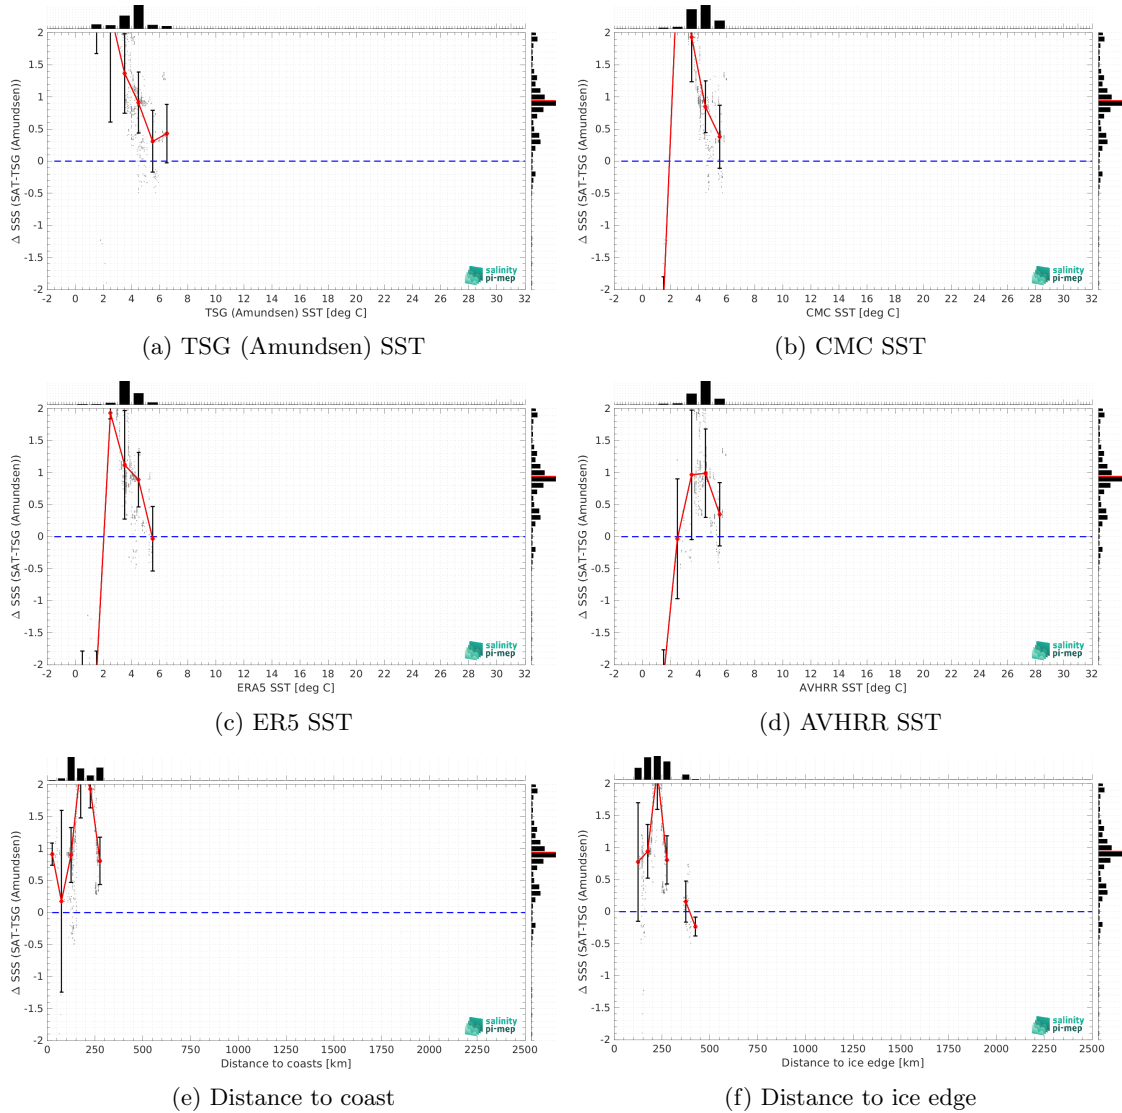 2
1.5
1
0.5
0
-0.5
-1
-1.5
-2
Δ SSS (SAT-TSG (Amundsen))
salinity
pi-mep
-2 0 2 4 6 8 10 12 14 16 18 20 22 24 26 28 30 32
TSG (Amundsen) SST [deg C]
(a) TSG (Amundsen) SST
2
1.5
1
0.5
0
-0.5
-1
-1.5
-2
Δ SSS (SAT-TSG (Amundsen))
salinity
pi-mep
-2 0 2 4 6 8 10 12 14 16 18 20 22 24 26 28 30 32
CMC SST [deg C]
(b) CMC SST
2
1.5
1
0.5
0
-0.5
-1
-1.5
-2
Δ SSS (SAT-TSG (Amundsen))
salinity
pi-mep
-2 0 2 4 6 8 10 12 14 16 18 20 22 24 26 28 30 32
ERA5 SST [deg C]
(c) ER5 SST
2
1.5
1
0.5
0
-0.5
-1
-1.5
-2
Δ SSS (SAT-TSG (Amundsen))
salinity
pi-mep
-2 0 2 4 6 8 10 12 14 16 18 20 22 24 26 28 30 32
AVHRR SST [deg C]
(d) AVHRR SST
2
1.5
1
0.5
0
-0.5
-1
-1.5
-2
Δ SSS (SAT-TSG (Amundsen))
salinity
pi-mep
0 250 500 750 1000 1250 1500 1750 2000 2250 2500
Distance to coasts [km]
(e) Distance to coast
2
1.5
1
0.5
0
-0.5
-1
-1.5
-2
Δ SSS (SAT-TSG (Amundsen))
salinity
pi-mep
0 250 500 750 1000 1250 1500 1750 2000 2250 2500
Distance to ice edge [km]
(f) Distance to ice edge